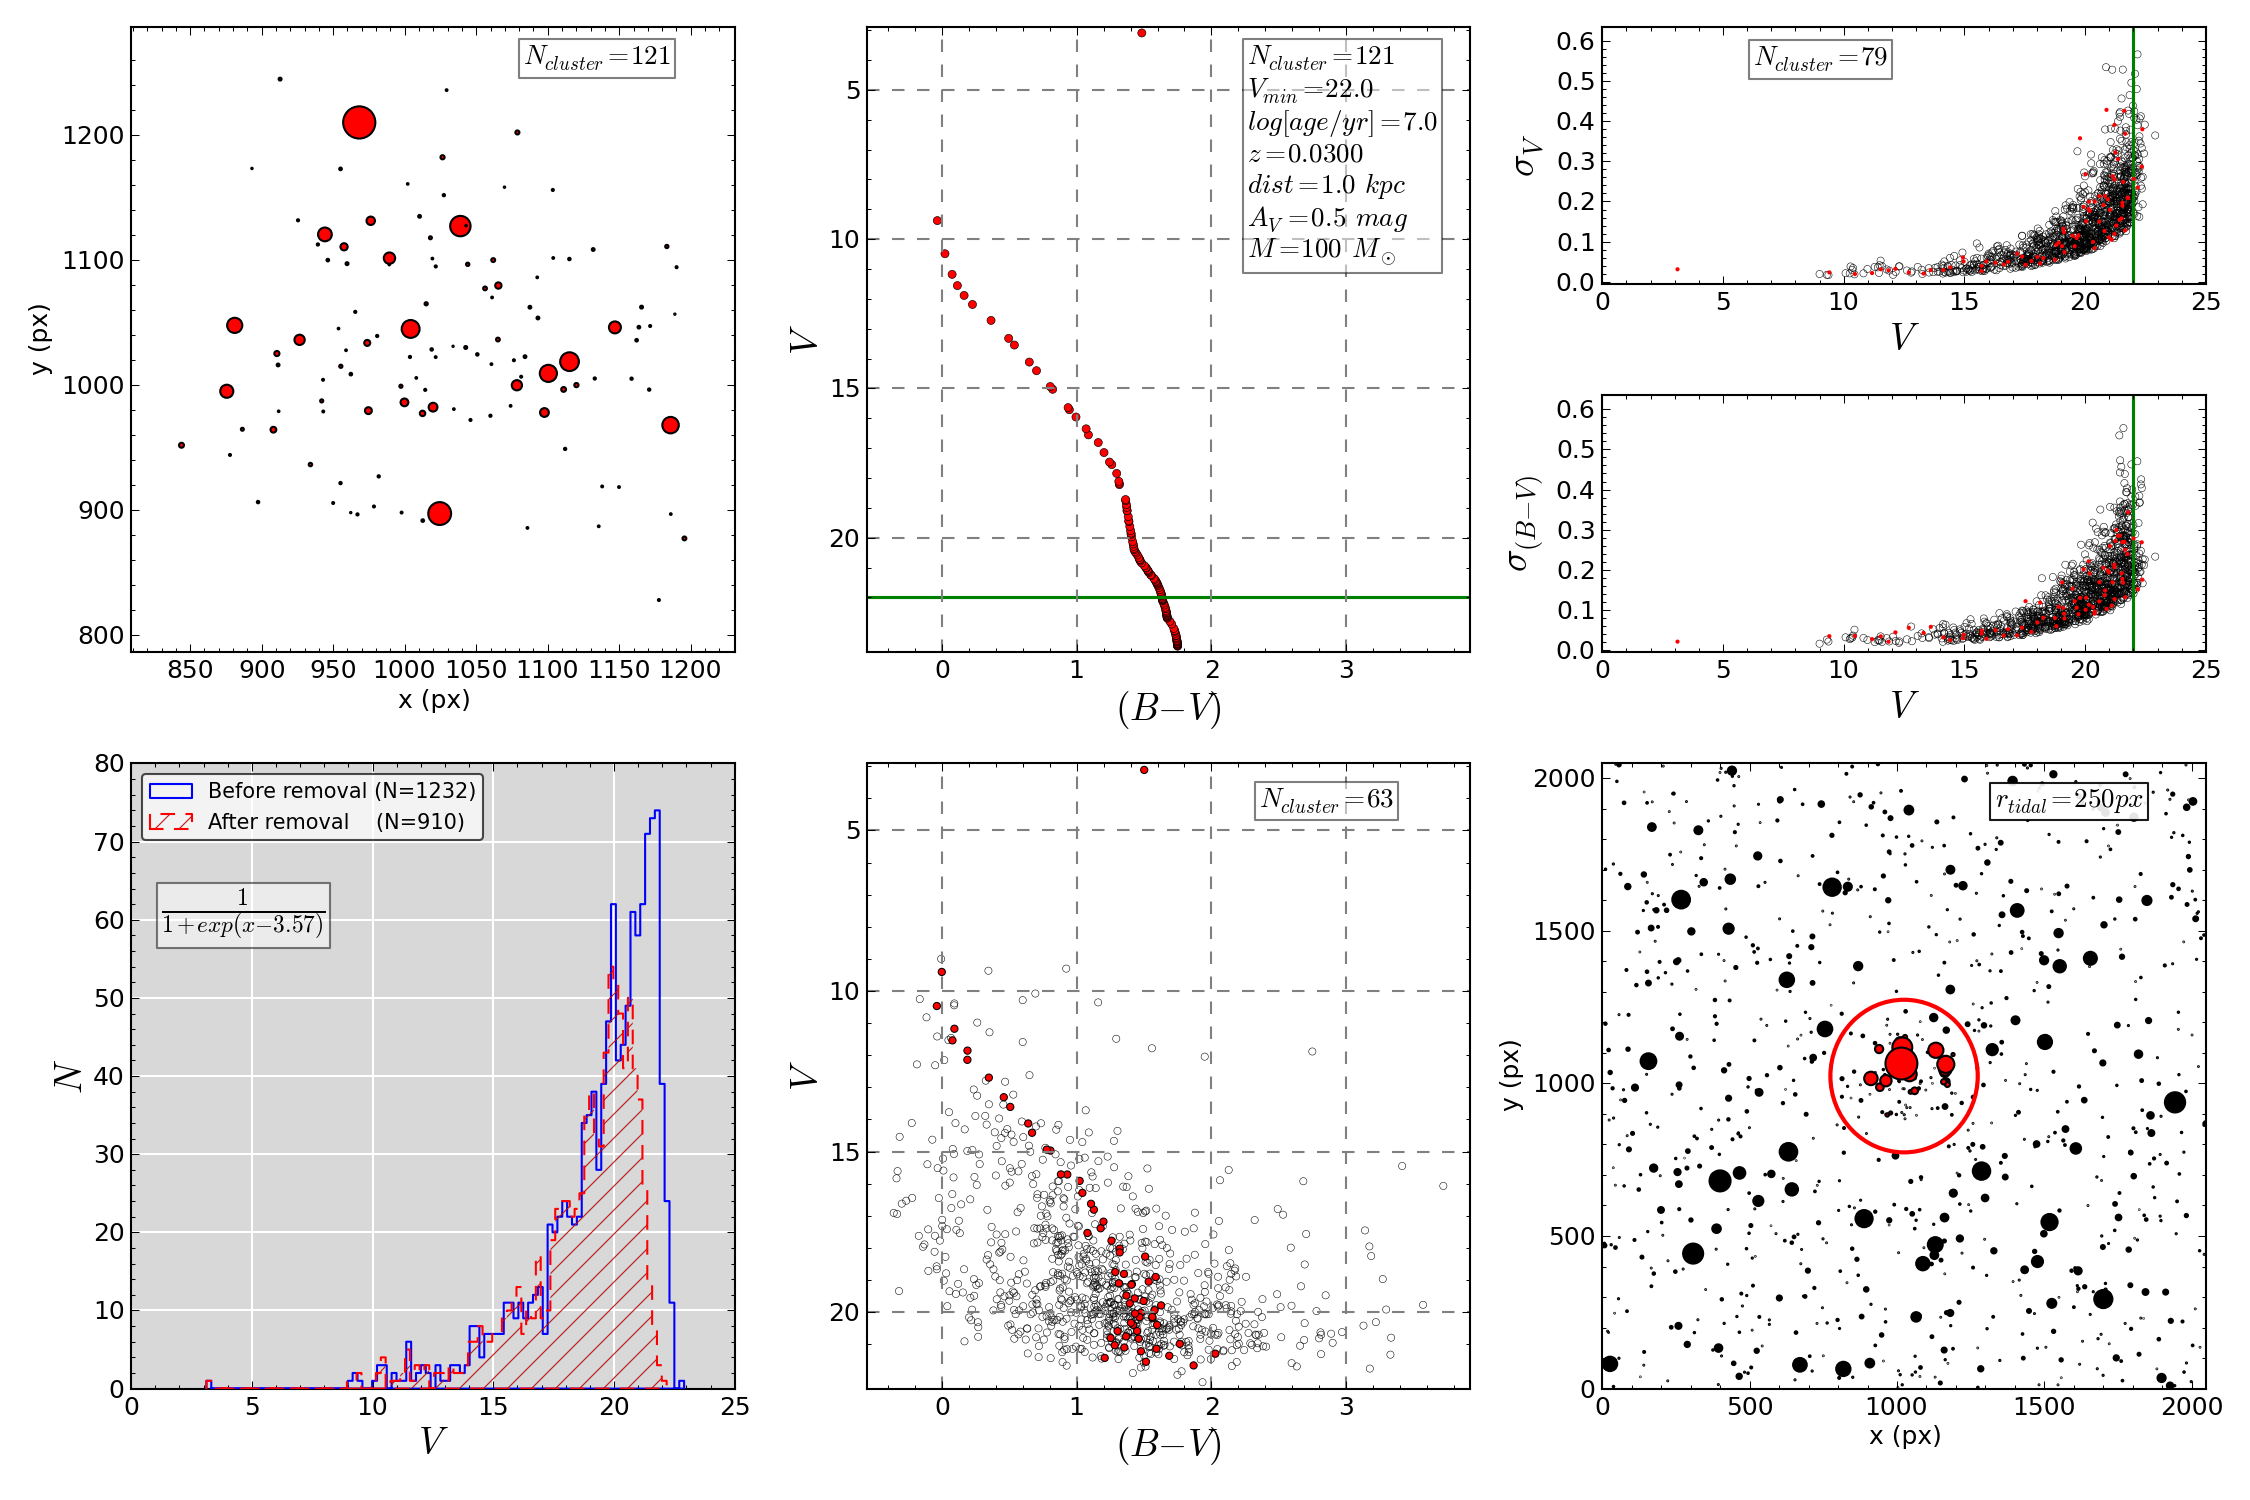 N_cluster=121
1200
1100
1000
900
800
y (px)
850 900 950 1000 1050 1100 1150 1200
x (px)
N_cluster=121
V_min=22.0
log[age/yr]=7.0
z=0.0300
dist=1.0 kpc
A_V=0.5 mag
M=100 M_⊙
5
10
15
20
V
0 1 2 3
(B−V)
N_cluster=79
0.6
0.5
0.4
0.3
0.2
0.1
0.0
σ_V
0 5 10 15 20 25
V
0.6
0.5
0.4
0.3
0.2
0.1
0.0
σ_(B−V)
0 5 10 15 20 25
V
Before removal (N=1232)
After removal (N=910)
1
1+exp(x−3.57)
80
70
60
50
40
30
20
10
0
N
0 5 10 15 20 25
V
N_cluster=63
5
10
15
20
V
0 1 2 3
(B−V)
r_tidal=250px
2000
1500
1000
500
0
y (px)
0 500 1000 1500 2000
x (px)